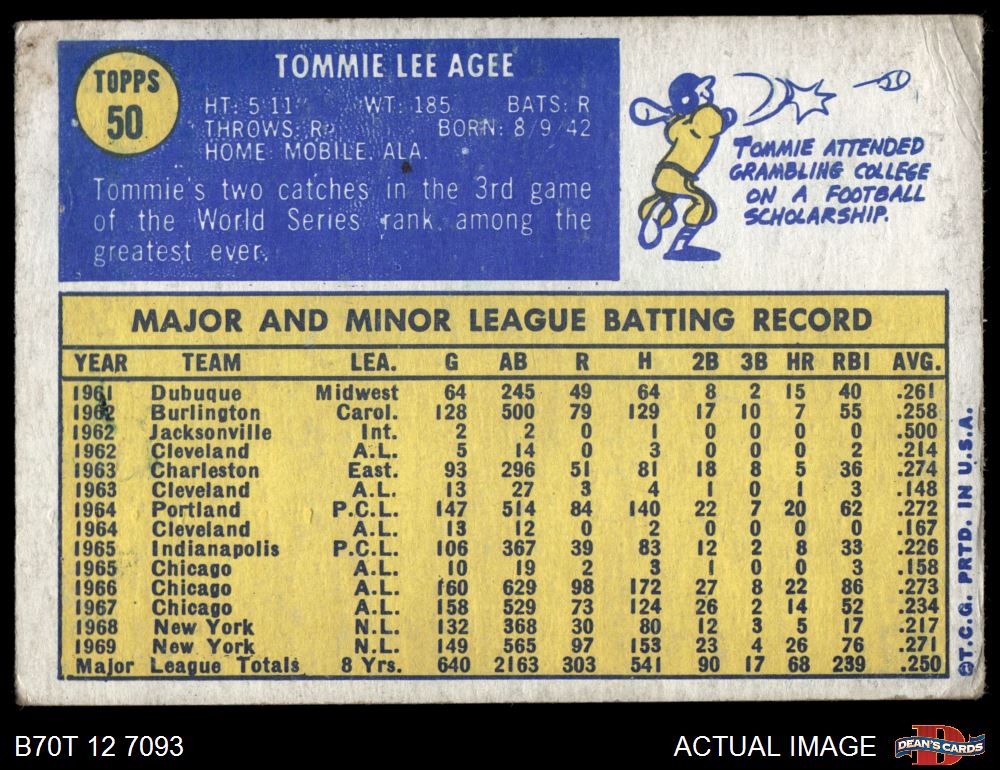 TOPPS
50
TOMMIE LEE AGEE
HT: 5'11" WT: 185 BATS: R
THROWS: R BORN: 8/9/42
HOME: MOBILE, ALA.
Tommie's two catches in the 3rd game
of the World Series rank among the
greatest ever.
TOMMIE ATTENDED
GRAMBLING COLLEGE
ON A FOOTBALL
SCHOLARSHIP.
MAJOR AND MINOR LEAGUE BATTING RECORD
YEAR TEAM LEA. G AB R H 2B 3B HR RBI AVG.
1961 Dubuque Midwest 64 245 49 64 8 2 15 40 .261
1962 Burlington Carol. 128 500 79 129 17 10 7 55 .258
1962 Jacksonville Int. 2 2 0 1 0 0 0 0 .500
1962 Cleveland A.L. 5 14 0 3 0 0 0 2 .214
1963 Charleston East. 93 296 51 81 18 8 5 36 .274
1963 Cleveland A.L. 13 27 3 4 1 0 1 3 .148
1964 Portland P.C.L. 147 514 84 140 22 7 20 62 .272
1964 Cleveland A.L. 13 12 0 2 0 0 0 0 .167
1965 Indianapolis P.C.L. 106 367 39 83 12 2 8 33 .226
1965 Chicago A.L. 10 19 2 3 1 0 0 3 .158
1966 Chicago A.L. 160 629 98 172 27 8 22 86 .273
1967 Chicago A.L. 158 529 73 124 26 2 14 52 .234
1968 New York N.L. 132 368 30 80 12 3 5 17 .217
1969 New York N.L. 149 565 97 153 23 4 26 76 .271
Major League Totals 8 Yrs. 640 2163 303 541 90 17 68 239 .250
©T.C.G. PRTD. IN U.S.A.
B70T 12 7093
ACTUAL IMAGE
DEAN'S CARDS